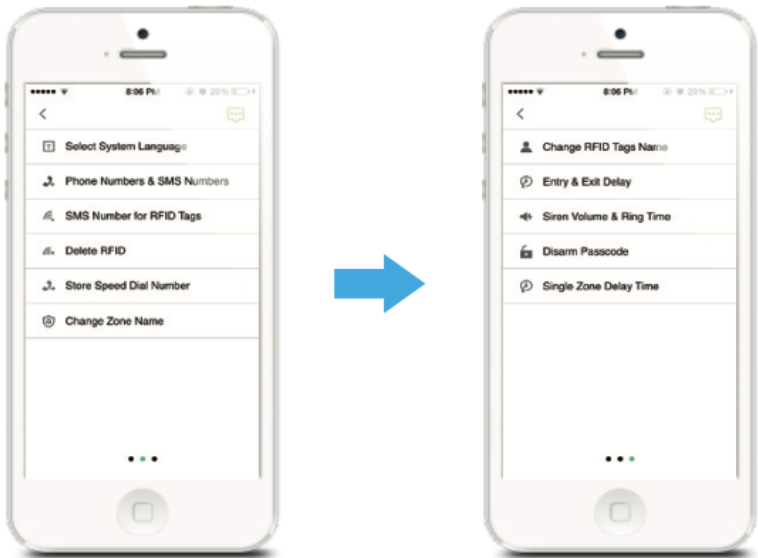 8:06 PM 29%
Select System Language
Phone Numbers & SMS Numbers
SMS Number for RFID Tags
Delete RFID
Store Speed Dial Number
Change Zone Name
8:06 PM 29%
Change RFID Tags Name
Entry & Exit Delay
Siren Volume & Ring Time
Disarm Passcode
Single Zone Delay Time